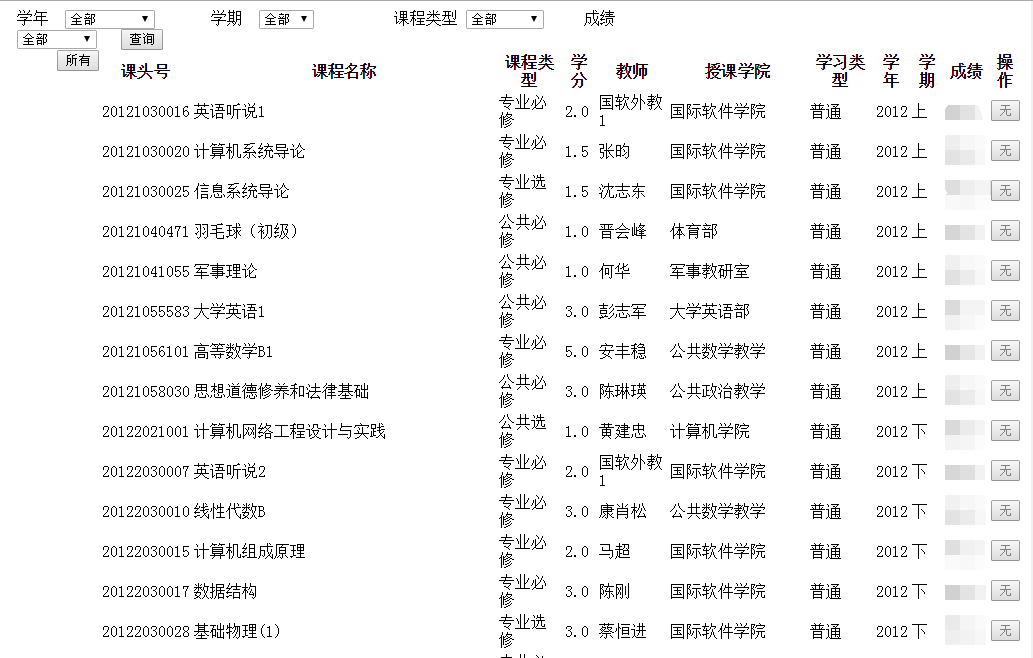 学年 全部 学期 全部 课程类型 全部 成绩
全部 查询
所有 课头号 课程名称 课程类型 学分 教师 授课学院 学习类型 学年 学期 成绩 操作
20121030016 英语听说1 专业必修 2.0 国软外教1 国际软件学院 普通 2012 上 无
20121030020 计算机系统导论 专业必修 1.5 张昀 国际软件学院 普通 2012 上 无
20121030025 信息系统导论 专业选修 1.5 沈志东 国际软件学院 普通 2012 上 无
20121040471 羽毛球（初级） 公共必修 1.0 晋会峰 体育部 普通 2012 上 无
20121041055 军事理论 公共必修 1.0 何华 军事教研室 普通 2012 上 无
20121055583 大学英语1 公共必修 3.0 彭志军 大学英语部 普通 2012 上 无
20121056101 高等数学B1 专业必修 5.0 安丰稳 公共数学教学 普通 2012 上 无
20121058030 思想道德修养和法律基础 公共必修 3.0 陈琳瑛 公共政治教学 普通 2012 上 无
20122021001 计算机网络工程设计与实践 公共选修 1.0 黄建忠 计算机学院 普通 2012 下 无
20122030007 英语听说2 专业必修 2.0 国软外教1 国际软件学院 普通 2012 下 无
20122030010 线性代数B 专业必修 3.0 康肖松 公共数学教学 普通 2012 下 无
20122030015 计算机组成原理 专业必修 2.0 马超 国际软件学院 普通 2012 下 无
20122030017 数据结构 专业必修 3.0 陈刚 国际软件学院 普通 2012 下 无
20122030028 基础物理(1) 专业选修 3.0 蔡恒进 国际软件学院 普通 2012 下 无